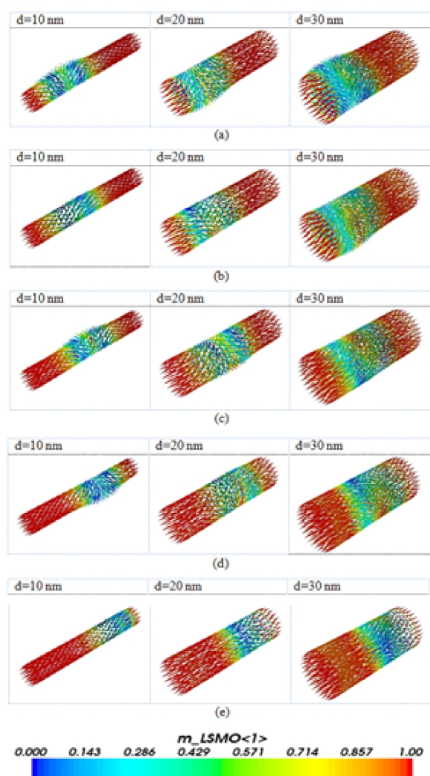 d=10 nm d=20 nm d=30 nm
(a)
d=10 nm d=20 nm d=30 nm
(b)
d=10 nm d=20 nm d=30 nm
(c)
d=10 nm d=20 nm d=30 nm
(d)
d=10 nm d=20 nm d=30 nm
(e)
m_LSMO<1>
0.000 0.143 0.286 0.429 0.571 0.714 0.857 1.00